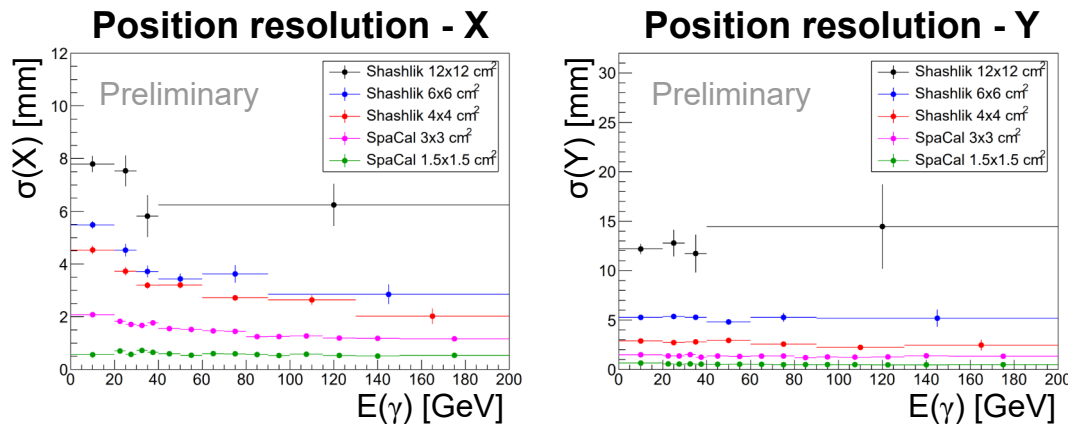 Position resolution - X
σ(X) [mm]
12
10
8
6
4
2
0
Preliminary
Shashlik 12x12 cm²
Shashlik 6x6 cm²
Shashlik 4x4 cm²
SpaCal 3x3 cm²
SpaCal 1.5x1.5 cm²
0 20 40 60 80 100 120 140 160 180 200
E(γ) [GeV]
Position resolution - Y
σ(Y) [mm]
30
25
20
15
10
5
0
Preliminary
Shashlik 12x12 cm²
Shashlik 6x6 cm²
Shashlik 4x4 cm²
SpaCal 3x3 cm²
SpaCal 1.5x1.5 cm²
0 20 40 60 80 100 120 140 160 180 200
E(γ) [GeV]